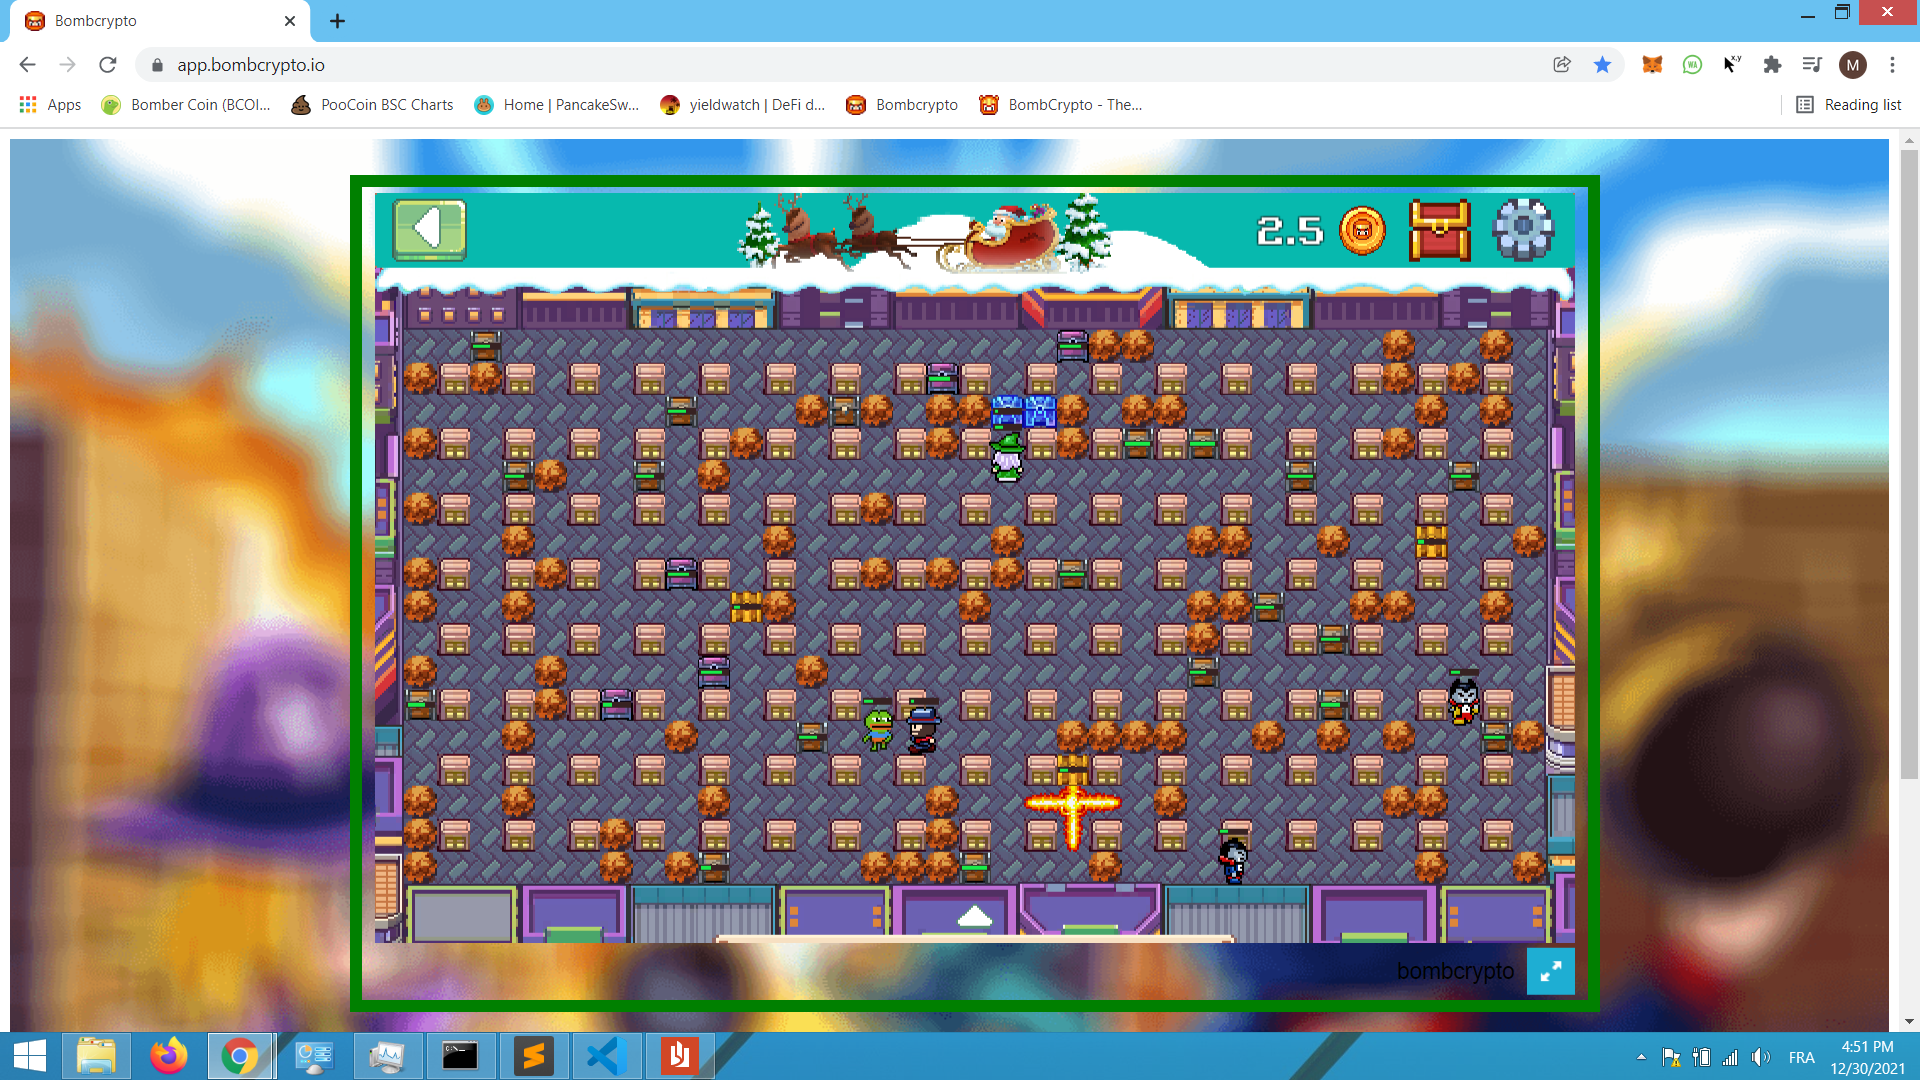 Bombcrypto
app.bombcrypto.io
M
Apps
Bomber Coin (BCOI...
PooCoin BSC Charts
Home | PancakeSw...
yieldwatch | DeFi d...
Bombcrypto
BombCrypto - The...
Reading list
2.5
bombcrypto
FRA
4:51 PM
12/30/2021